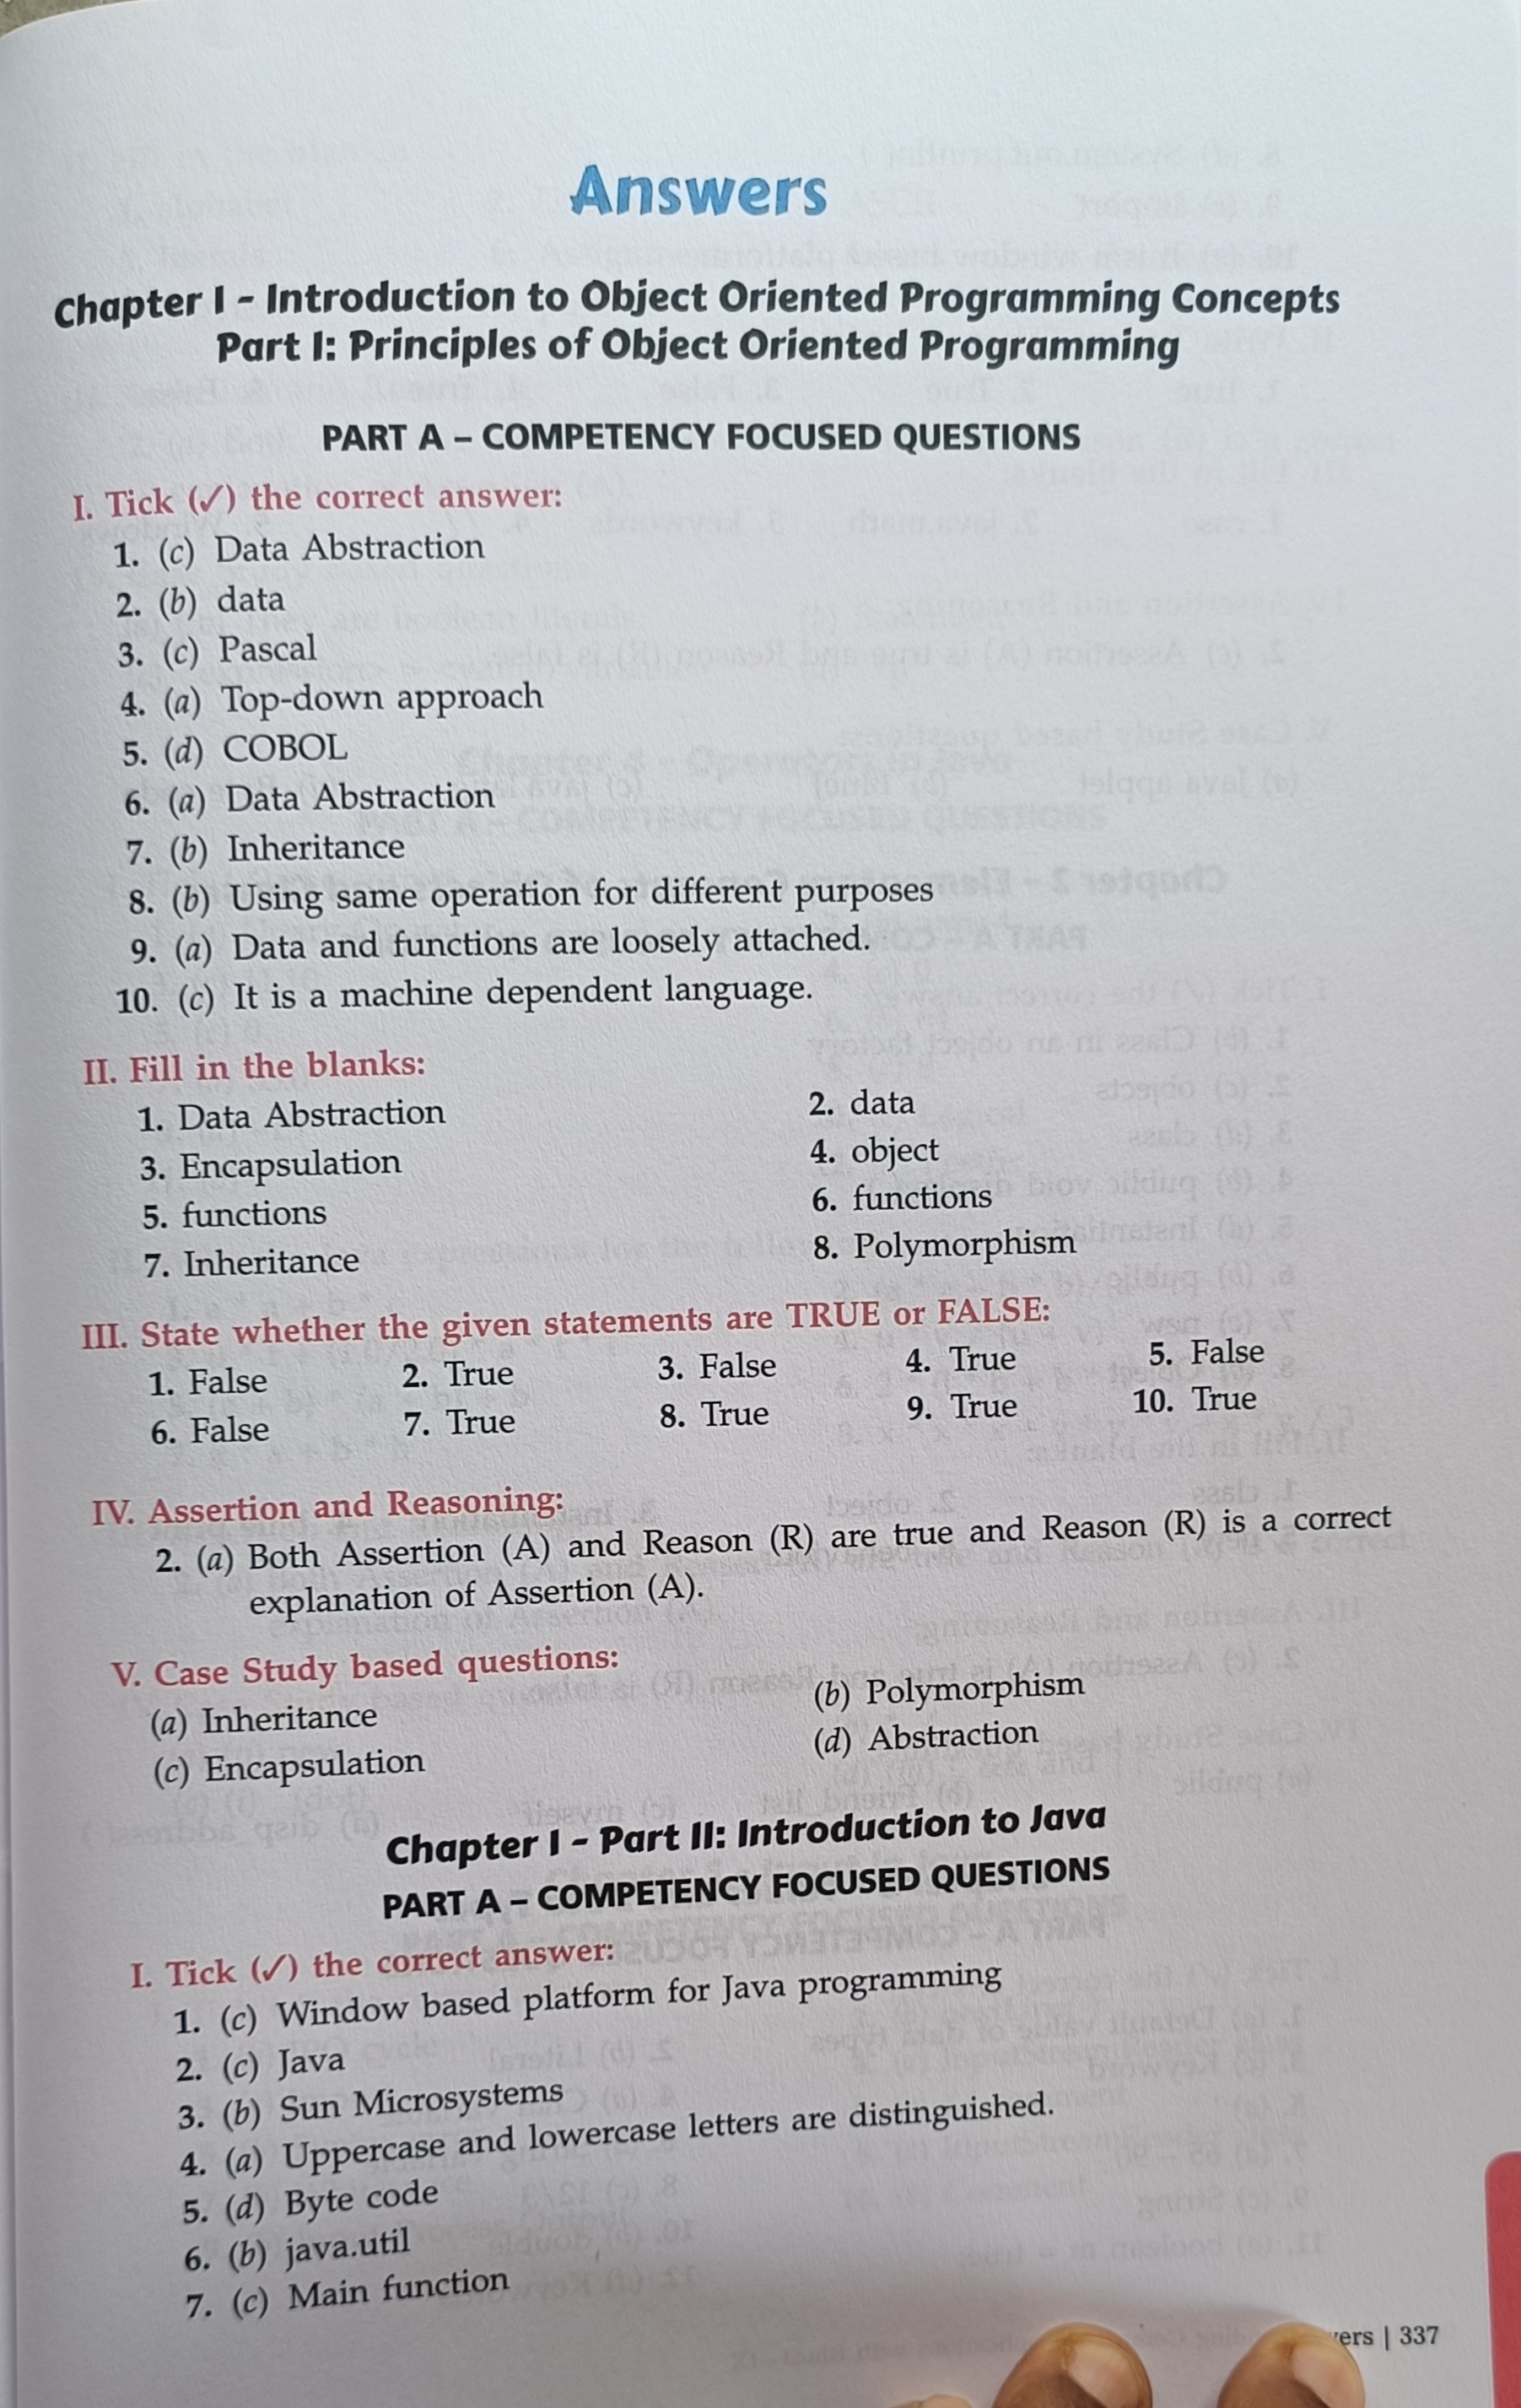 Answers
Chapter I - Introduction to Object Oriented Programming Concepts
Part I: Principles of Object Oriented Programming
PART A – COMPETENCY FOCUSED QUESTIONS
I. Tick (✓) the correct answer:
1. (c) Data Abstraction
2. (b) data
3. (c) Pascal
4. (a) Top-down approach
5. (d) COBOL
6. (a) Data Abstraction
7. (b) Inheritance
8. (b) Using same operation for different purposes
9. (a) Data and functions are loosely attached.
10. (c) It is a machine dependent language.
II. Fill in the blanks:
1. Data Abstraction 2. data
3. Encapsulation 4. object
5. functions 6. functions
7. Inheritance 8. Polymorphism
III. State whether the given statements are TRUE or FALSE:
1. False 2. True 3. False 4. True 5. False
6. False 7. True 8. True 9. True 10. True
IV. Assertion and Reasoning:
2. (a) Both Assertion (A) and Reason (R) are true and Reason (R) is a correct
explanation of Assertion (A).
V. Case Study based questions:
(a) Inheritance (b) Polymorphism
(c) Encapsulation (d) Abstraction
Chapter I - Part II: Introduction to Java
PART A – COMPETENCY FOCUSED QUESTIONS
I. Tick (✓) the correct answer:
1. (c) Window based platform for Java programming
2. (c) Java
3. (b) Sun Microsystems
4. (a) Uppercase and lowercase letters are distinguished.
5. (d) Byte code
6. (b) java.util
7. (c) Main function
| 337